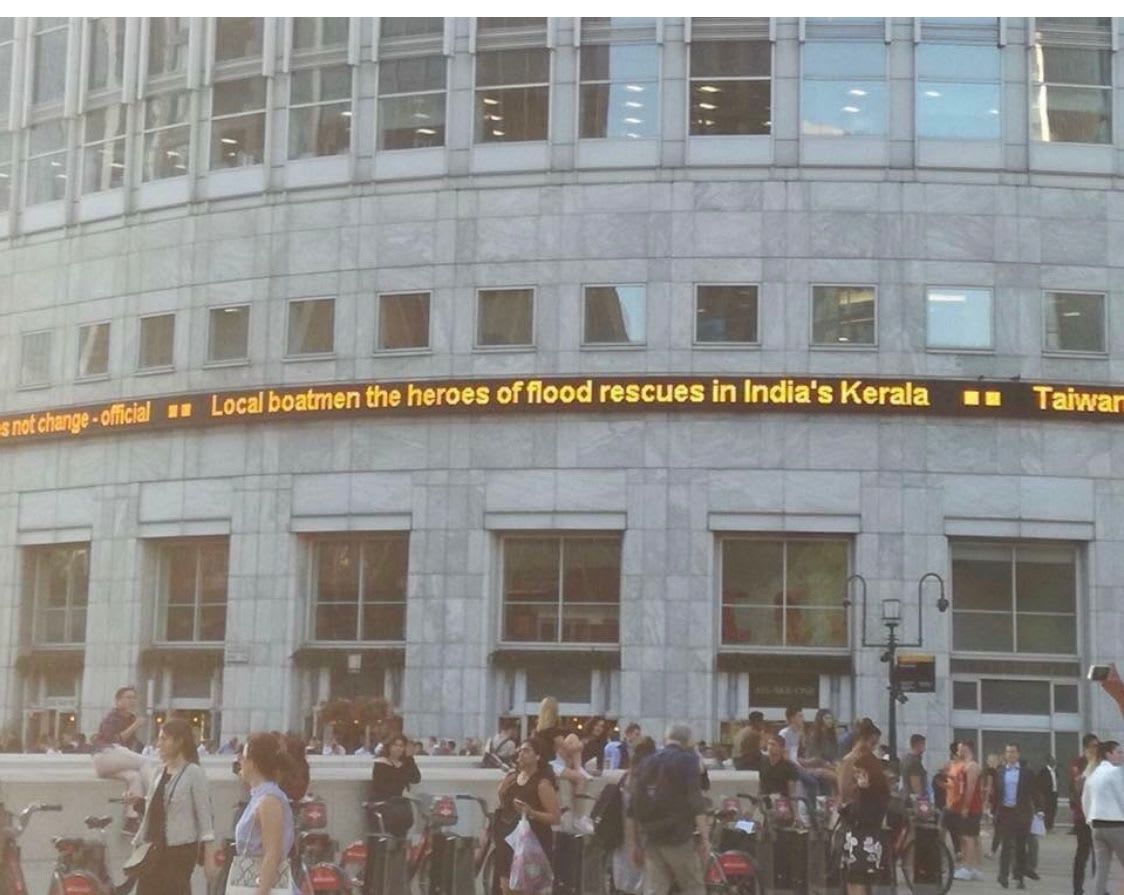 es not change - official ▪▪ Local boatmen the heroes of flood rescues in India's Kerala ▪▪ Taiwan